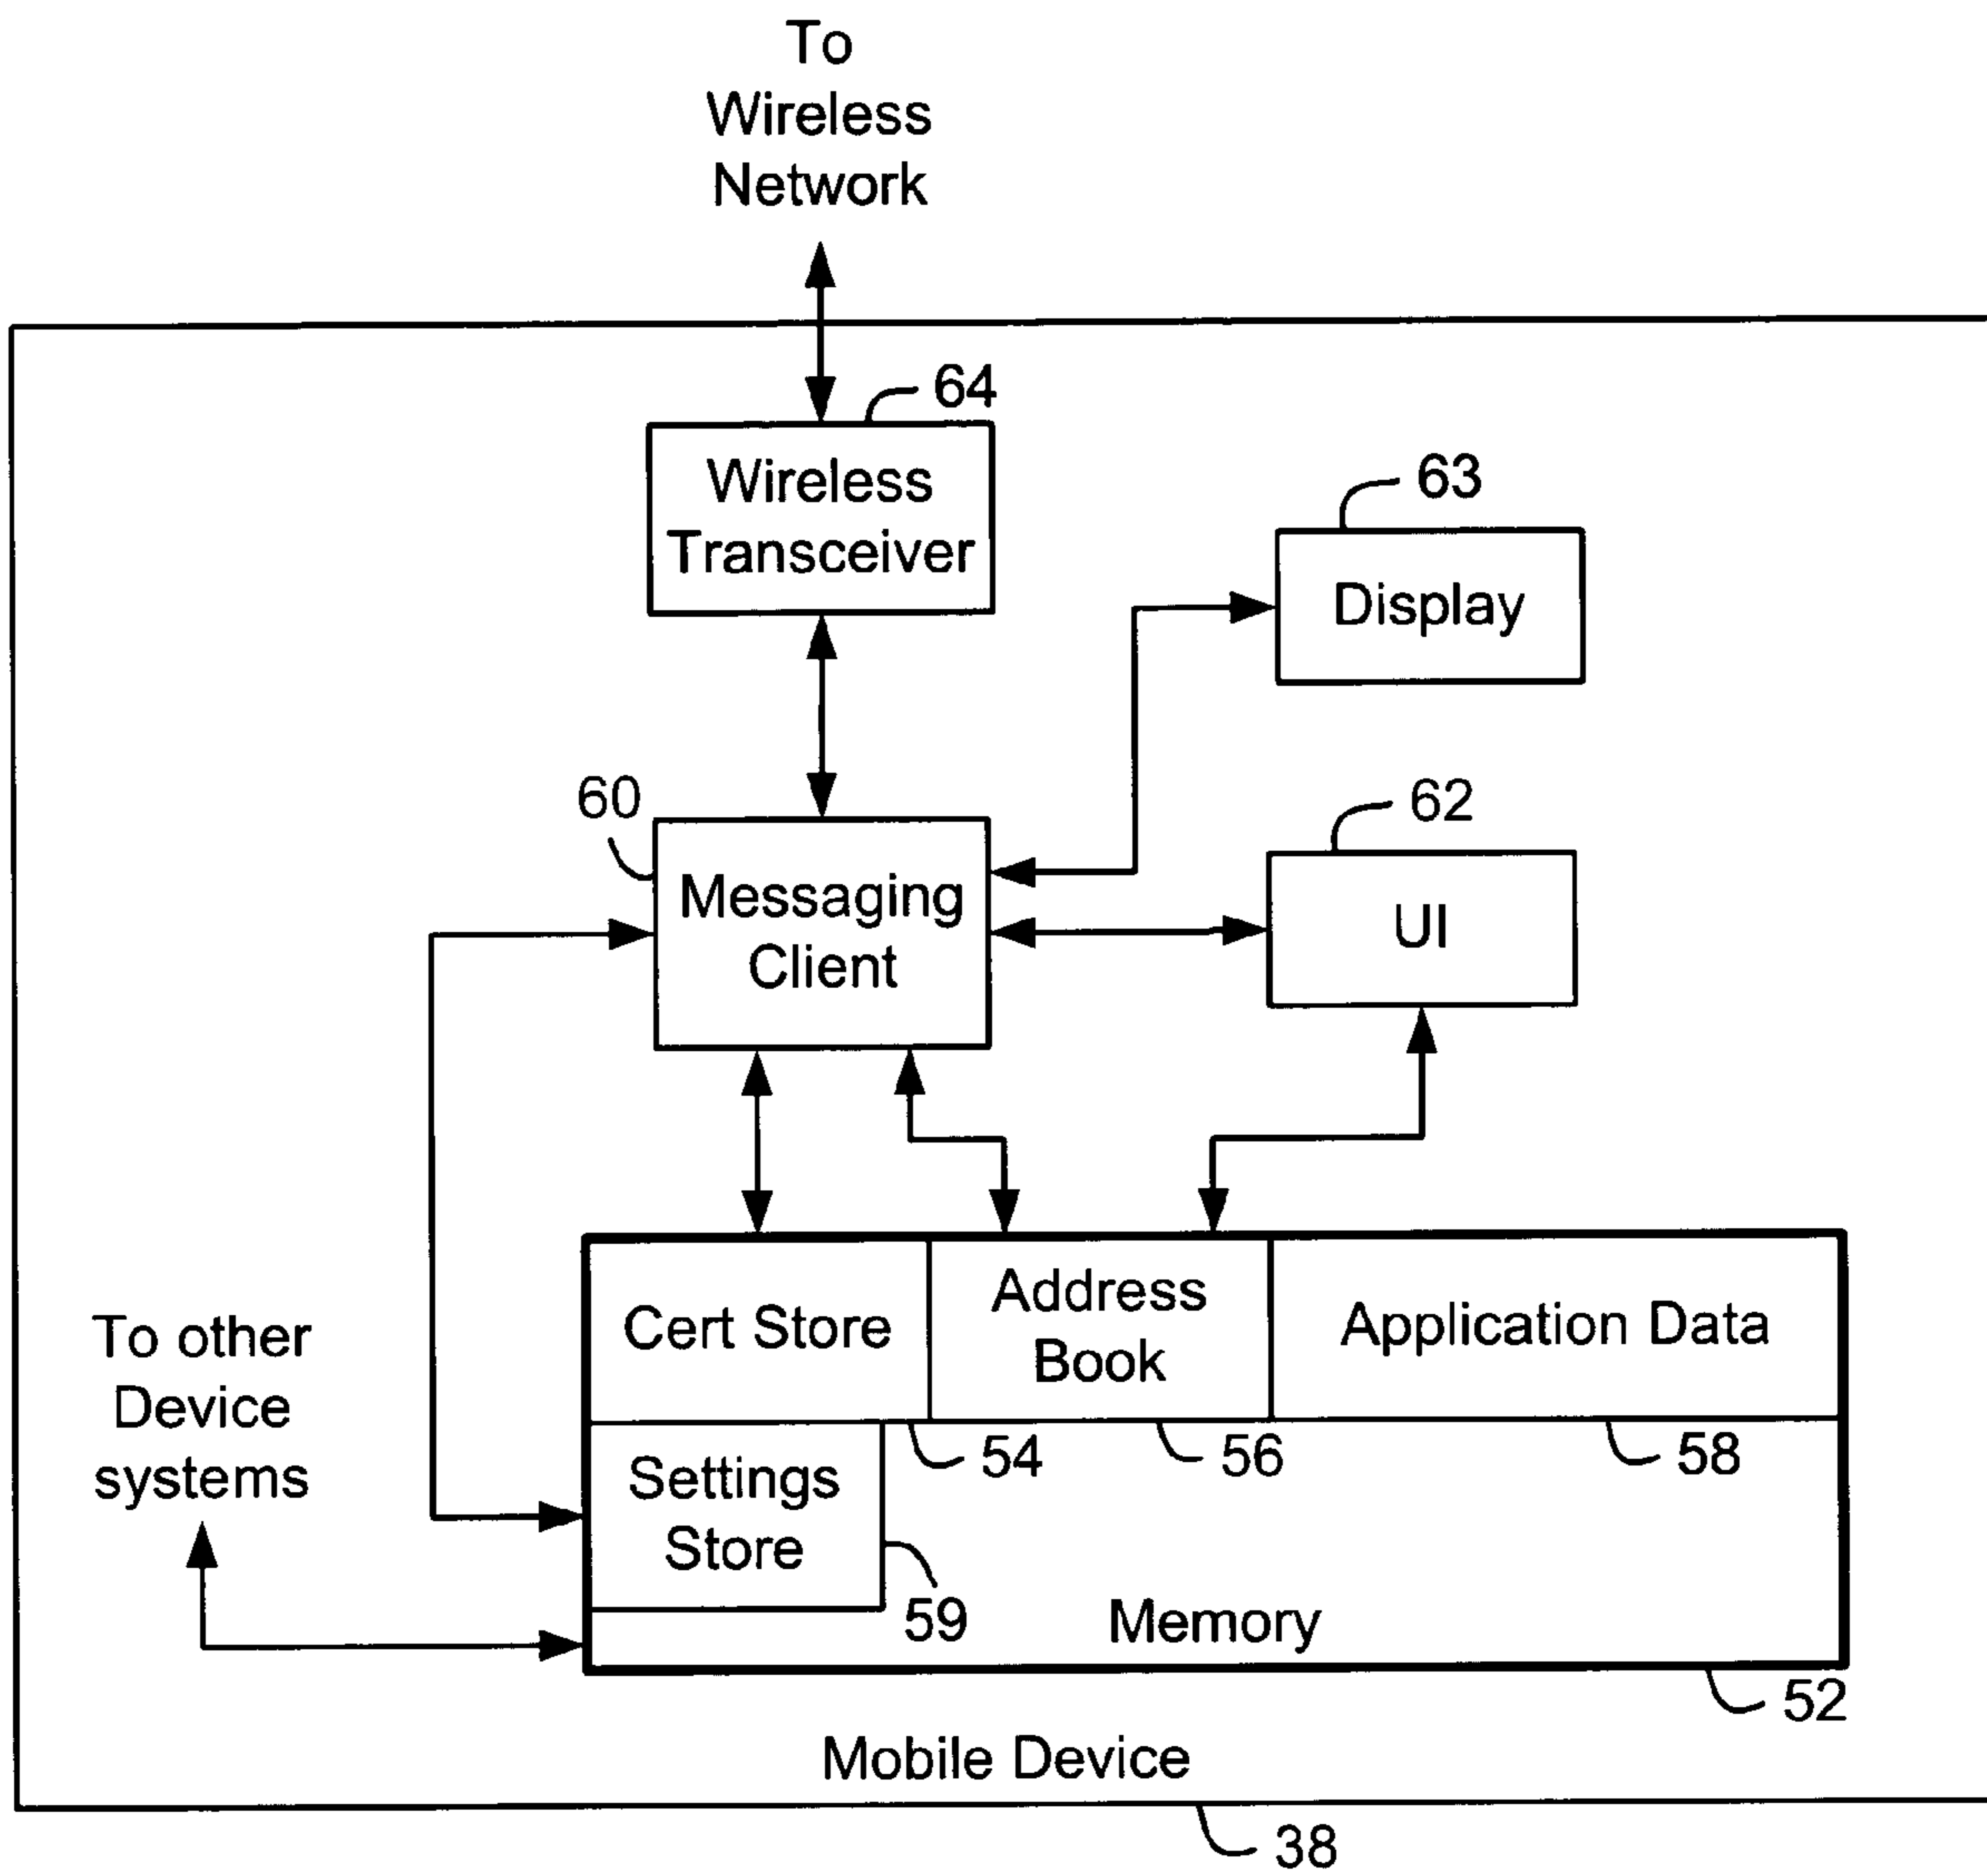 To
Wireless
Network
64
Wireless
Transceiver
63
Display
60
Messaging
Client
62
UI
To other
Device
systems
Cert Store
Address
Book
Application Data
54
56
58
Settings
Store
59
Memory
52
Mobile Device
38